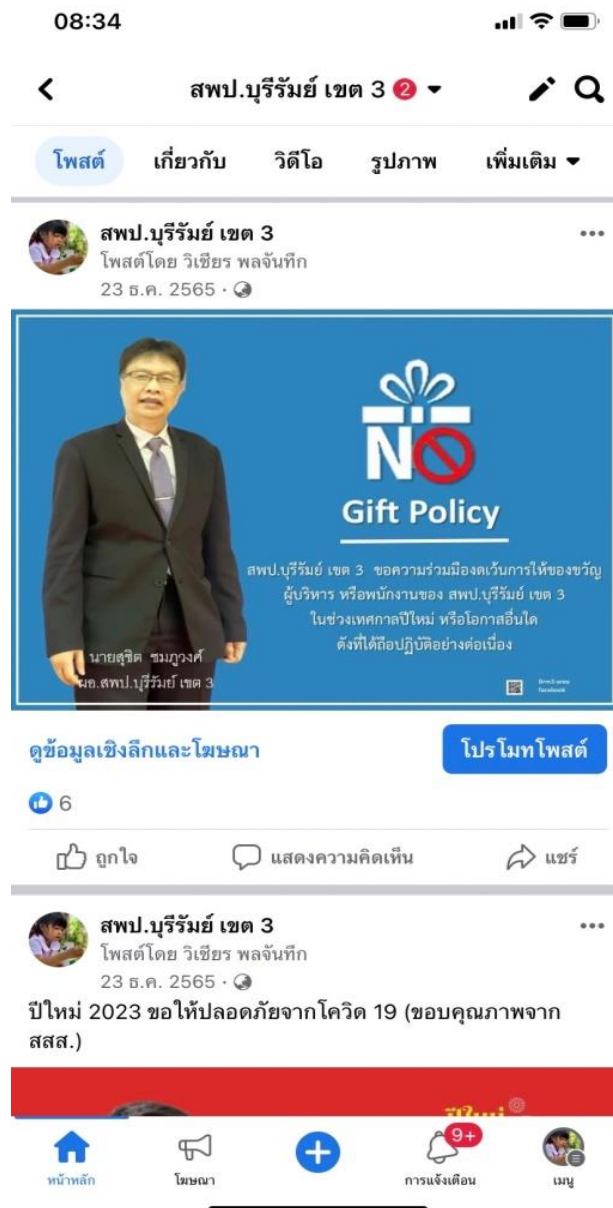 08:34
สพป.บุรีรัมย์ เขต 3 2
โพสต์ เกี่ยวกับ วิดีโอ รูปภาพ เพิ่มเติม
สพป.บุรีรัมย์ เขต 3
โพสต์โดย วิเชียร พลจันทึก
23 ธ.ค. 2565 ·
NO
Gift Policy
สพป.บุรีรัมย์ เขต 3 ขอความร่วมมืองดเว้นการให้ของขวัญ
ผู้บริหาร หรือพนักงานของ สพป.บุรีรัมย์ เขต 3
ในช่วงเทศกาลปีใหม่ หรือโอกาสอื่นใด
ดังที่ได้ถือปฏิบัติอย่างต่อเนื่อง
นายสุชิต ชมภูวงศ์
ผอ.สพป.บุรีรัมย์ เขต 3
ดูข้อมูลเชิงลึกและโฆษณา
โปรโมทโพสต์
6
ถูกใจ แสดงความคิดเห็น แชร์
สพป.บุรีรัมย์ เขต 3
โพสต์โดย วิเชียร พลจันทึก
23 ธ.ค. 2565 ·
ปีใหม่ 2023 ขอให้ปลอดภัยจากโควิด 19 (ขอบคุณภาพจาก
สสส.)
ปีใหม่
9+
หน้าหลัก โฆษณา การแจ้งเตือน เมนู